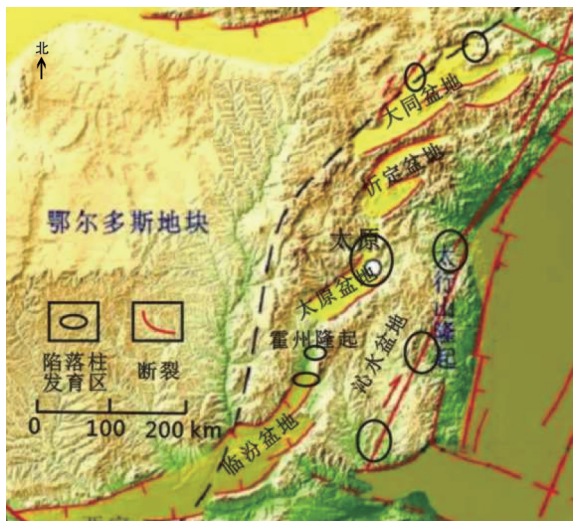 北
大同盆地
忻定盆地
鄂尔多斯地块
太原
太原盆地
太行山隆起
霍州隆起
沁水盆地
陷落柱
发育区
断裂
0 100 200 km
临汾盆地